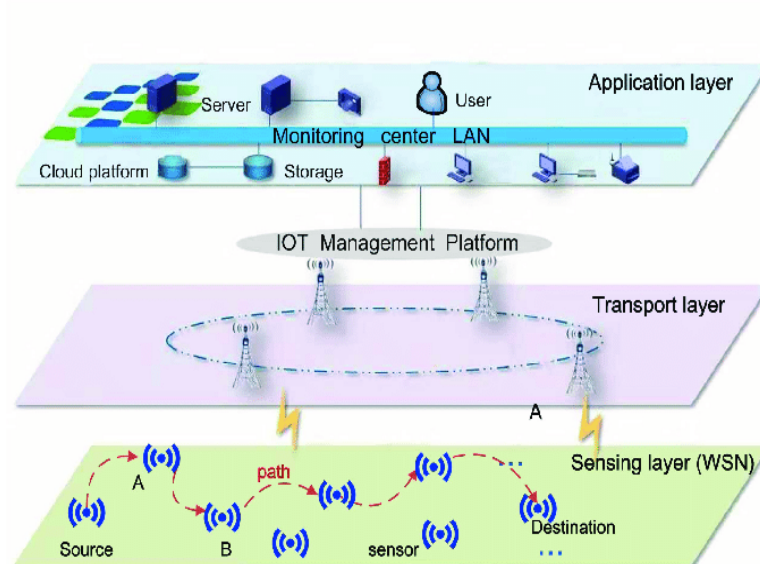 Application layer
Server
User
Monitoring center LAN
Cloud platform
Storage
IOT Management Platform
Transport layer
A
Sensing layer (WSN)
path
A
Source
B
sensor
Destination
...
...